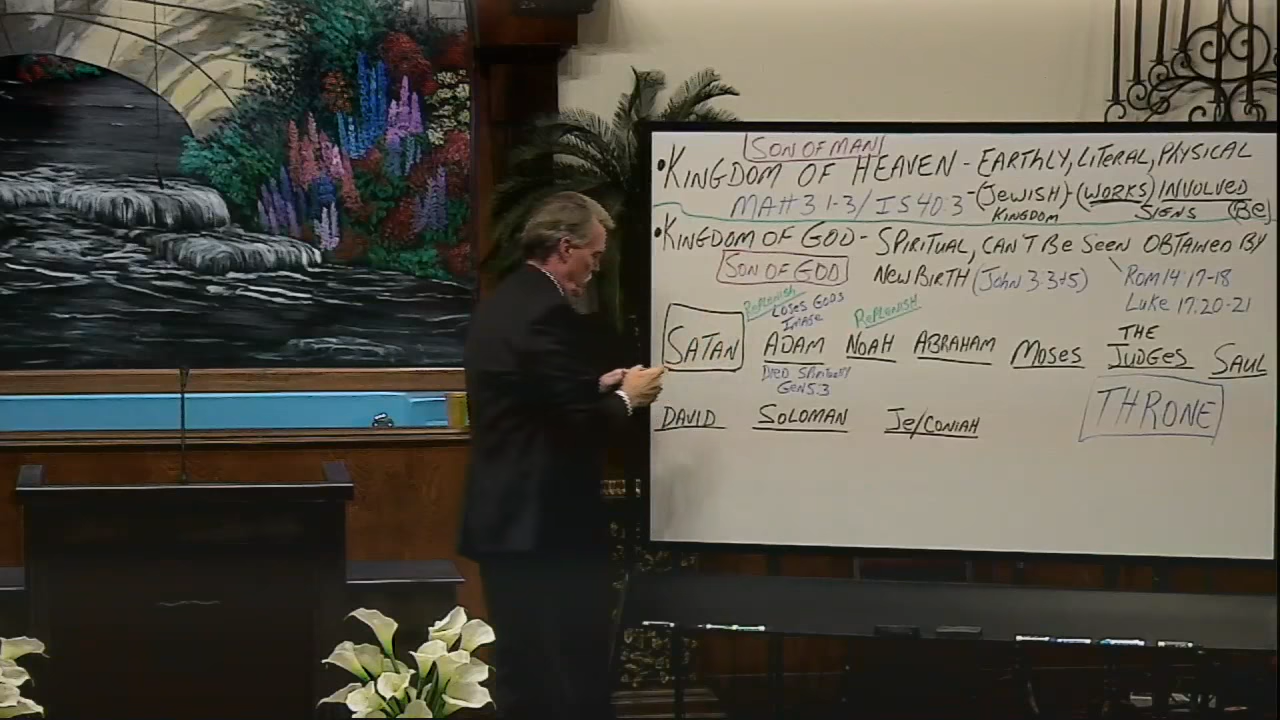 SON OF MAN
•KINGDOM OF HEAVEN - EARTHLY, LITERAL, PHYSICAL
MATT 3 1-3/ IS 40:3 -(JEWISH)- (WORKS) INVOLVED
KINGDOM SIGNS (Be)
•KINGDOM OF GOD - SPIRITUAL, CAN'T Be SeeN OBTAINED BY
SON OF GOD NEW BIRTH (John 3:3+5) Rom 14:17-18
Luke 17:20-21
RePLeNISH LOSES GODS RePLeNISH
IMAGE
THE
SATAN ADAM NOAH ABRAHAM MOSeS JUDGES SAUL
DIED SPIRITUALLY
GeN 5:3
THRONE
DAVID SOLOMAN Je/CONIAH